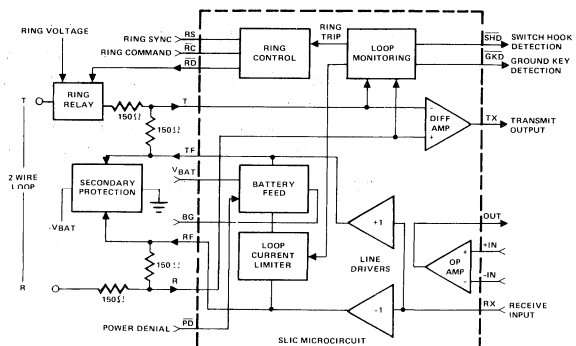 RING VOLTAGE
RING SYNC
RS
RING COMMAND
RC
RD
RING CONTROL
RING TRIP
LOOP MONITORING
SHD
SWITCH HOOK DETECTION
GKD
GROUND KEY DETECTION
T
RING RELAY
150Ω
T
150Ω
-
DIFF AMP
+
TX
TRANSMIT OUTPUT
2 WIRE LOOP
TF
SECONDARY PROTECTION
VBAT
BATTERY FEED
-VBAT
BG
+1
OUT
RF
LOOP CURRENT LIMITER
LINE DRIVERS
OP AMP
+
+IN
-
-IN
150Ω
R
R
150Ω
-1
RX
RECEIVE INPUT
POWER DENIAL
PD
SLIC MICROCIRCUIT